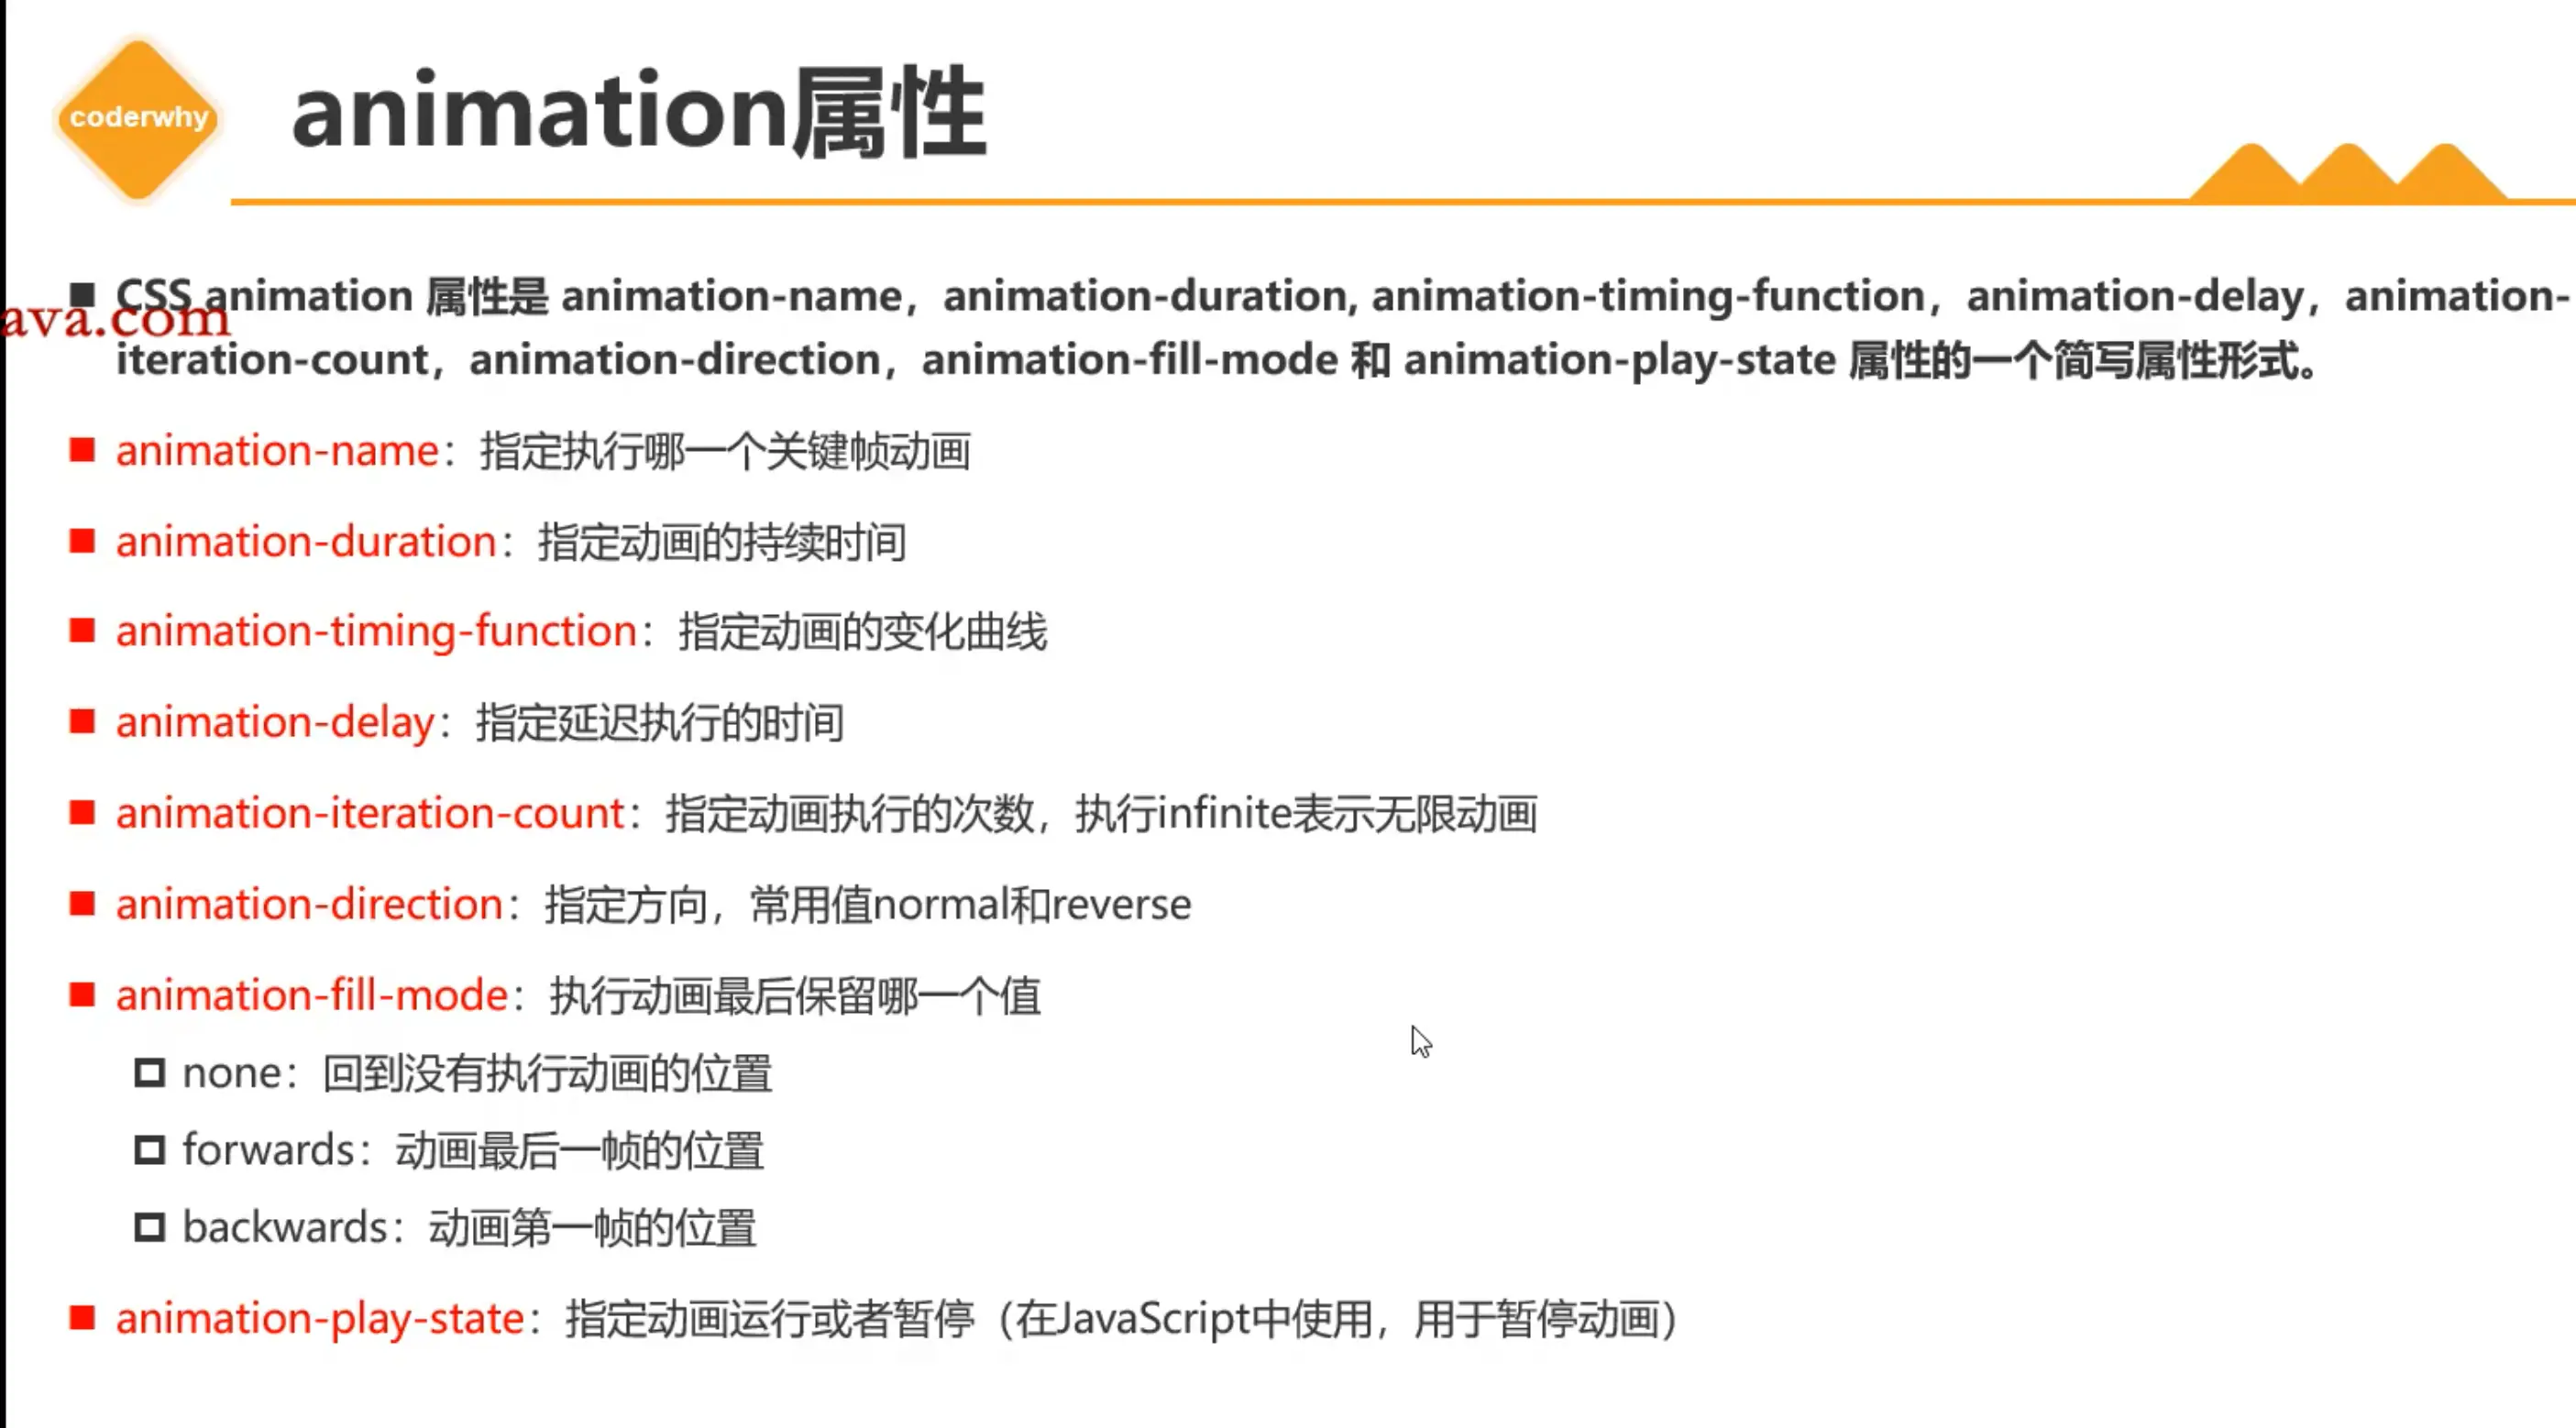 coderwhy
animation属性
CSS animation 属性是 animation-name，animation-duration, animation-timing-function，animation-delay，animation-
ava.com
iteration-count，animation-direction，animation-fill-mode 和 animation-play-state 属性的一个简写属性形式。
animation-name：指定执行哪一个关键帧动画
animation-duration：指定动画的持续时间
animation-timing-function：指定动画的变化曲线
animation-delay：指定延迟执行的时间
animation-iteration-count：指定动画执行的次数，执行infinite表示无限动画
animation-direction：指定方向，常用值normal和reverse
animation-fill-mode：执行动画最后保留哪一个值
none：回到没有执行动画的位置
forwards：动画最后一帧的位置
backwards：动画第一帧的位置
animation-play-state：指定动画运行或者暂停（在JavaScript中使用，用于暂停动画）